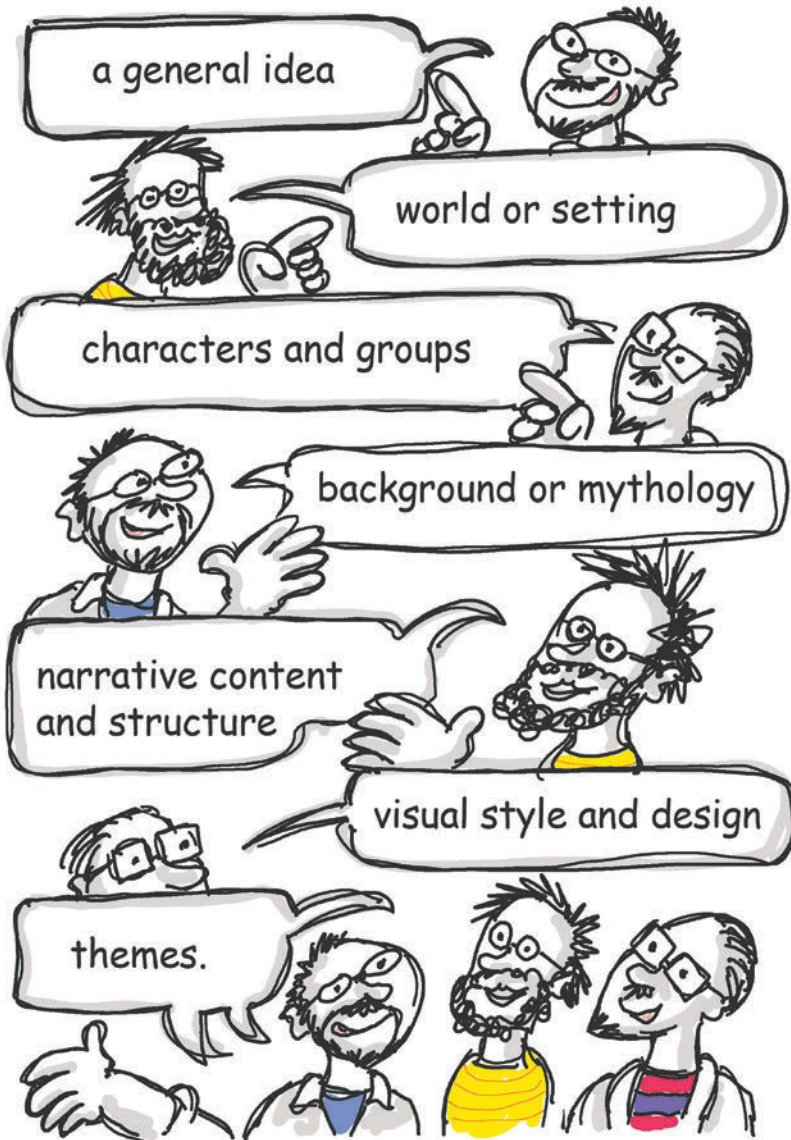 a general idea
world or setting
characters and groups
background or mythology
narrative content
and structure
visual style and design
themes.